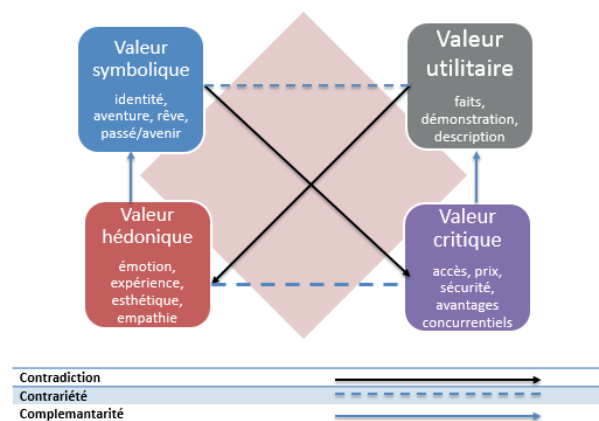 Valeur
symbolique
identité,
aventure, rêve,
passé/avenir
Valeur
utilitaire
faits,
démonstration,
description
Valeur
hédonique
émotion,
expérience,
esthétique,
empathie
Valeur
critique
accès, prix,
sécurité,
avantages
concurrentiels
Contradiction
Contrariété
Complemantarité